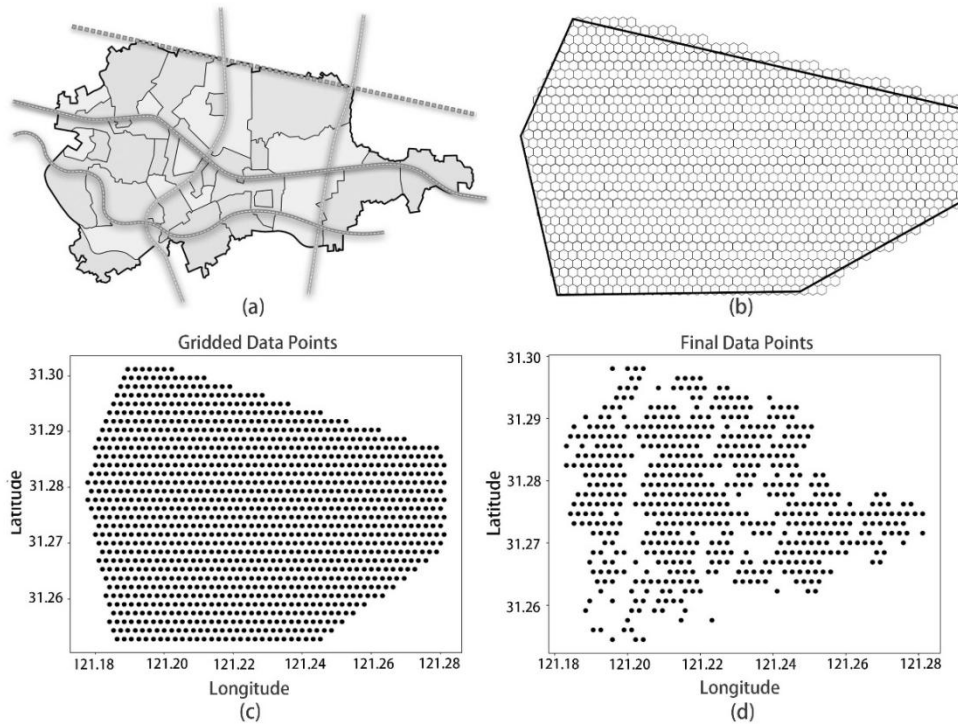 (a)
(b)
Gridded Data Points
31.30
31.29
31.28
31.27
31.26
Latitude
121.18 121.20 121.22 121.24 121.26 121.28
Longitude
(c)
Final Data Points
31.30
31.29
31.28
31.27
31.26
Latitude
121.18 121.20 121.22 121.24 121.26 121.28
Longitude
(d)